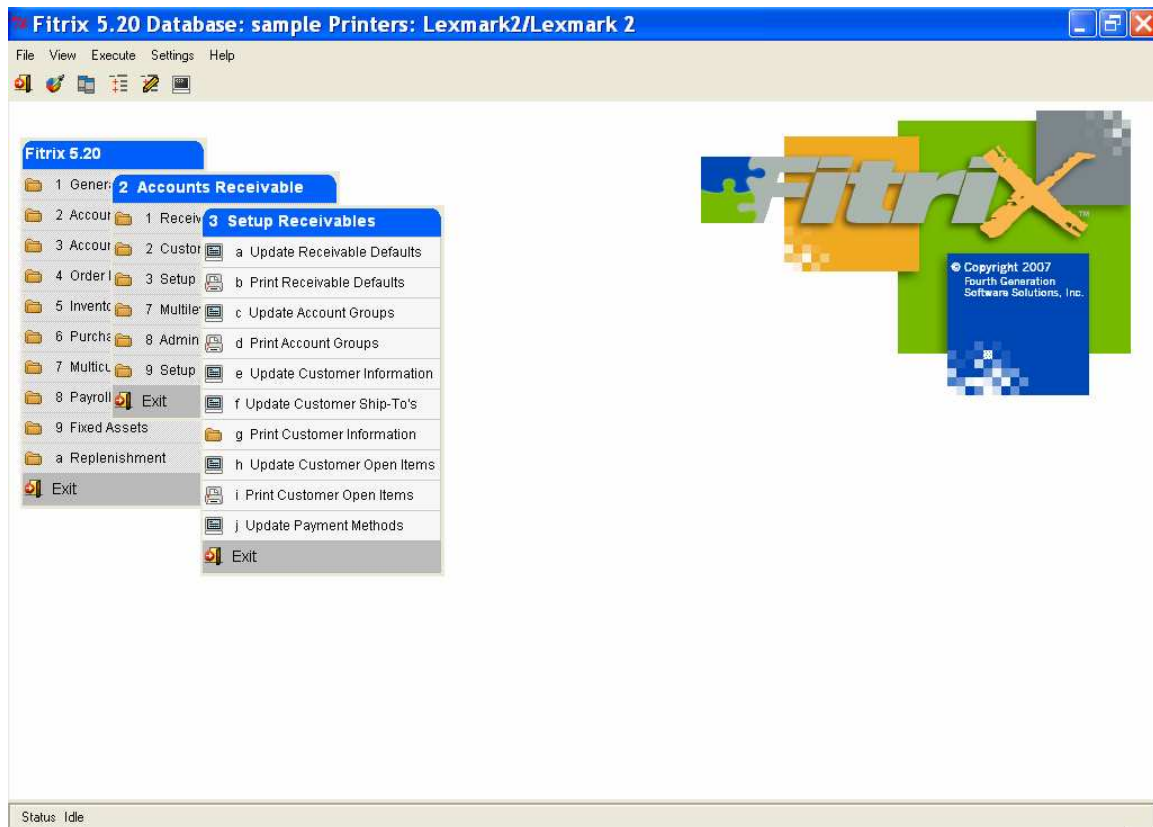 Fitrix 5.20 Database: sample Printers: Lexmark2/Lexmark 2
File View Execute Settings Help
Fitrix 5.20
1 Gener
2 Accour
3 Accour
4 Order
5 Invento
6 Purcha
7 Multicu
8 Payroll
9 Fixed Assets
a Replenishment
Exit
2 Accounts Receivable
1 Receiv
2 Custor
3 Setup
7 Multile
8 Admin
9 Setup
Exit
3 Setup Receivables
a Update Receivable Defaults
b Print Receivable Defaults
c Update Account Groups
d Print Account Groups
e Update Customer Information
f Update Customer Ship-To's
g Print Customer Information
h Update Customer Open Items
i Print Customer Open Items
j Update Payment Methods
Exit
FitriX™
© Copyright 2007
Fourth Generation
Software Solutions, Inc.
Status Idle